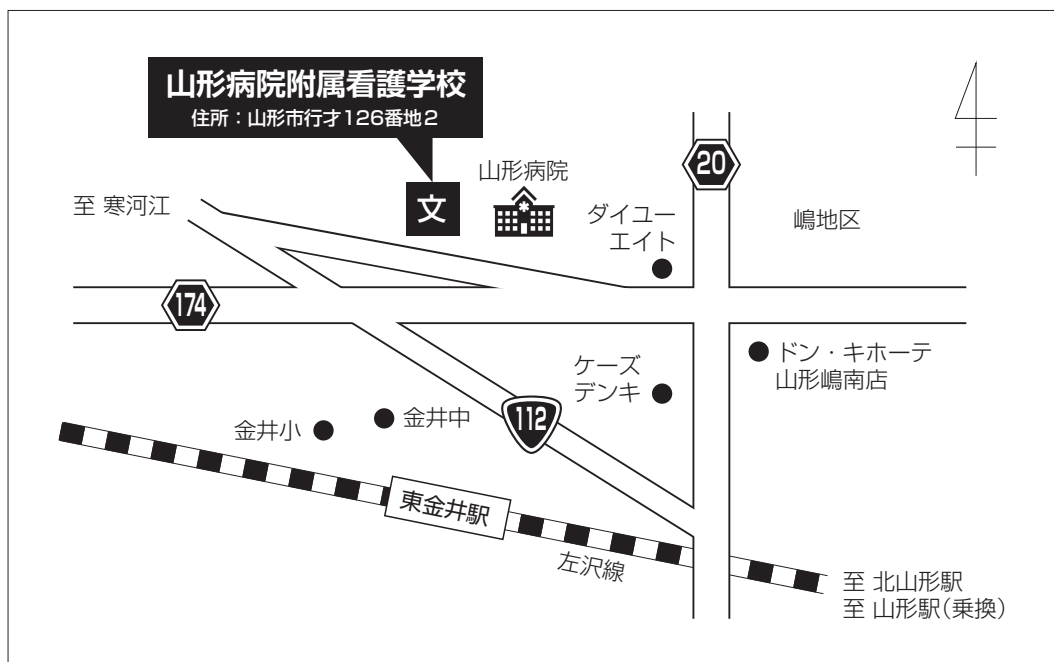 山形病院附属看護学校
住所：山形市行才126番地2
山形病院
文
20
至 寒河江
ダイユー
エイト
嶋地区
174
ドン・キホーテ
山形嶋南店
ケーズ
デンキ
112
金井中
金井小
東金井駅
左沢線
至 北山形駅
至 山形駅(乗換)